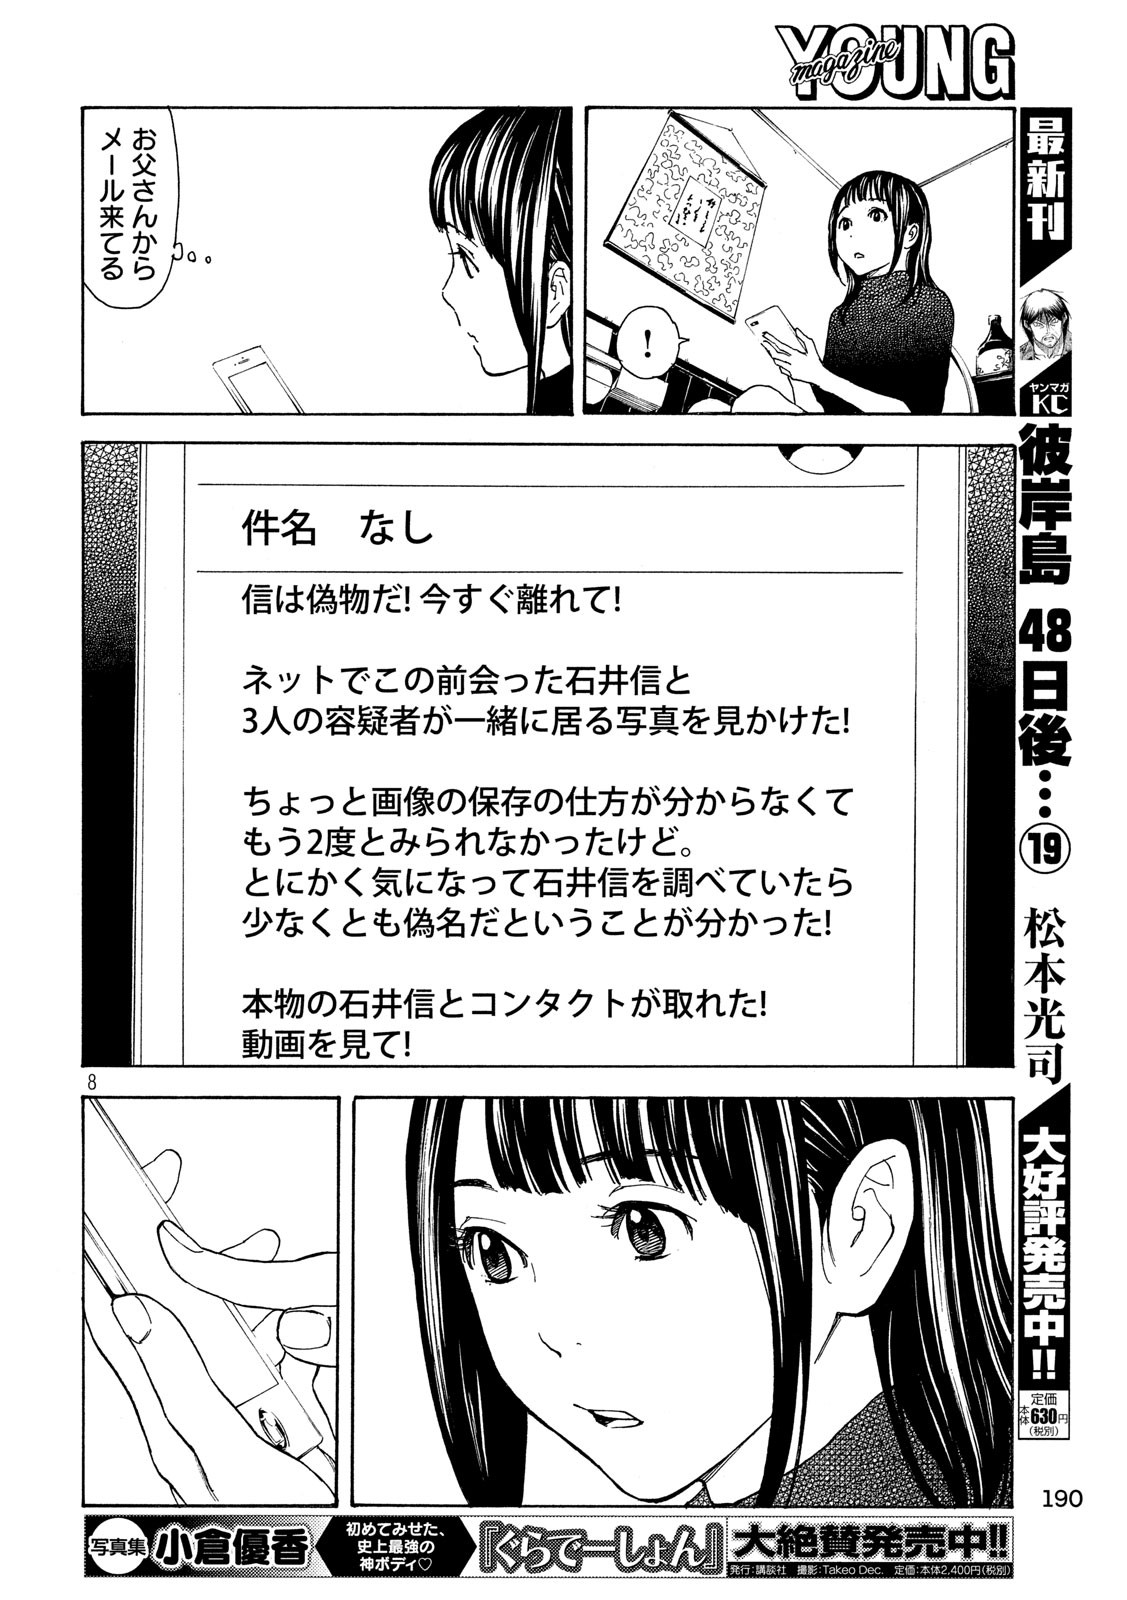 YOUNG
magazine
!
お父さんから
メール来てる
件名　なし
信は偽物だ!今すぐ離れて!
ネットでこの前会った石井信と
3人の容疑者が一緒に居る写真を見かけた!
ちょっと画像の保存の仕方が分からなくて
もう2度とみられなかったけど。
とにかく気になって石井信を調べていたら
少なくとも偽名だということが分かった!
本物の石井信とコンタクトが取れた!
動画を見て!
8
最新刊
ヤンマガ
KC
彼岸島 48日後…⑲
松本光司
大好評発売中!!
定価
本体630円
(税別)
190
写真集
小倉優香
初めてみせた、
史上最強の
神ボディ♡
『ぐらでーしょん』
大絶賛発売中!!
発行:講談社　撮影:Takeo Dec.　定価:本体2,400円(税別)